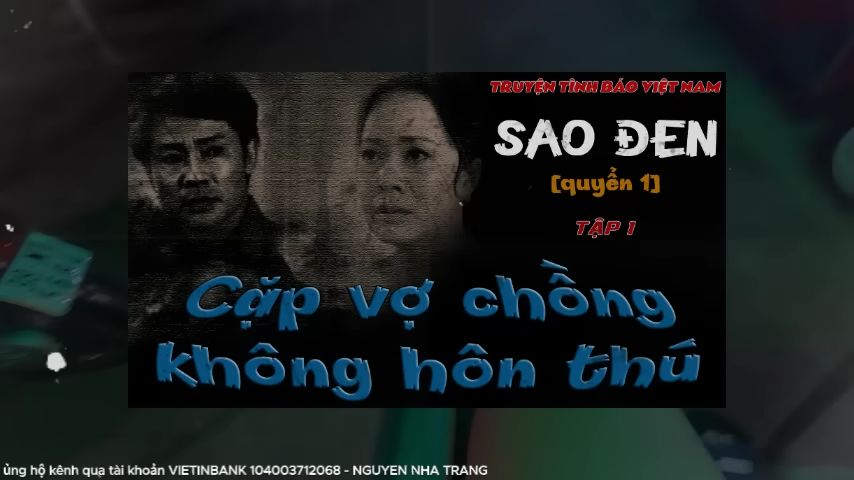 TRUYỆN TÌNH BÁO VIỆT NAM
SAO ĐEN
[quyển 1]
TẬP 1
Cặp vợ chồng
không hôn thú
ủng hộ kênh qua tài khoản VIETINBANK 104003712068 - NGUYEN NHA TRANG